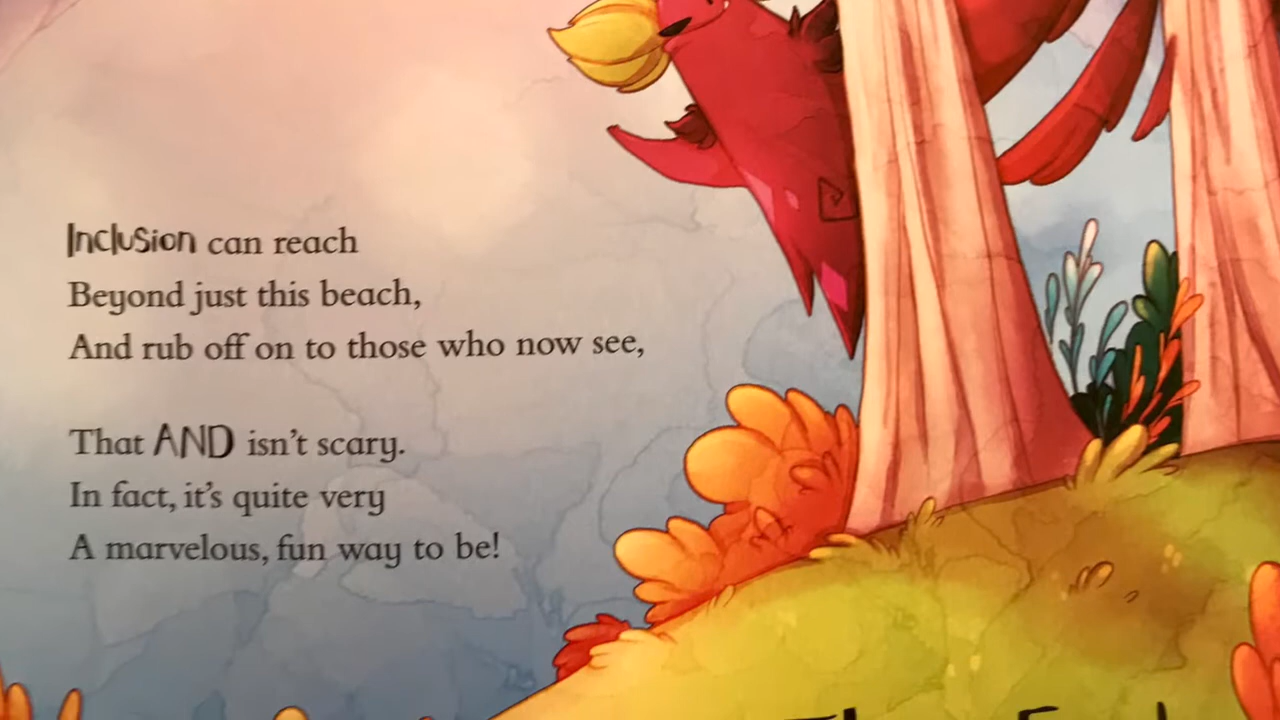 Inclusion can reach
Beyond just this beach,
And rub off on to those who now see,
That AND isn't scary.
In fact, it's quite very
A marvelous, fun way to be!